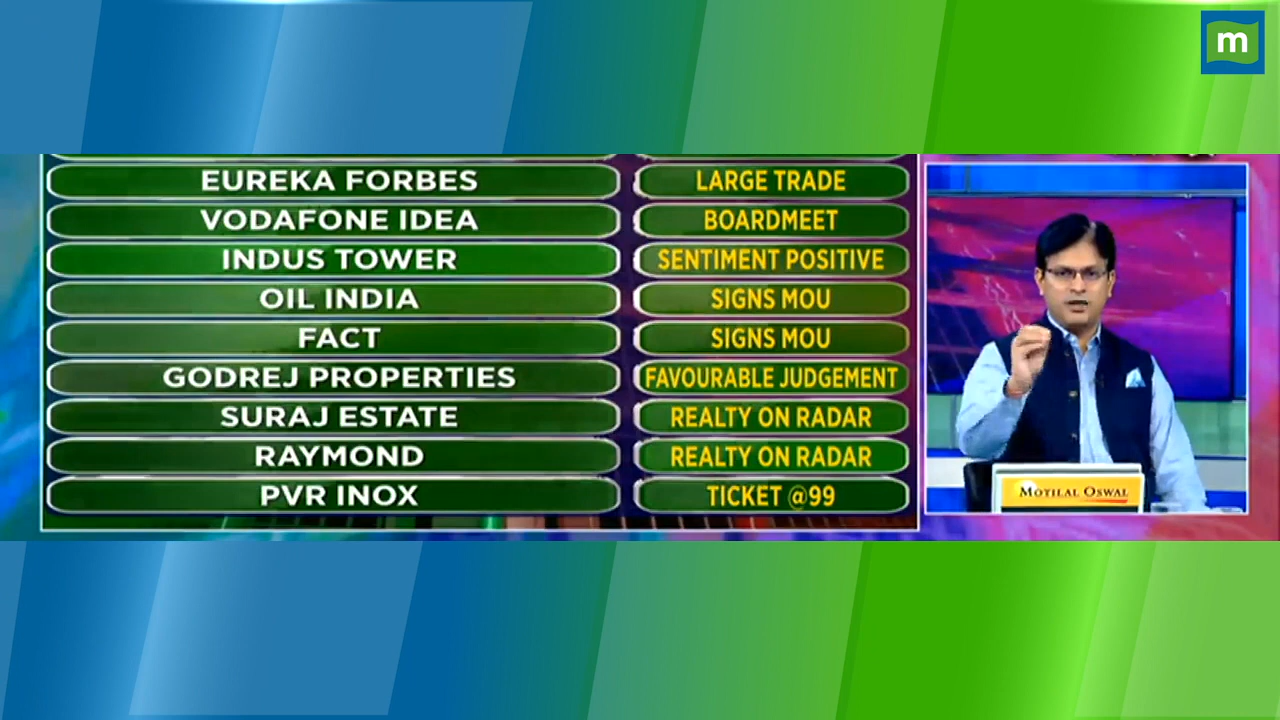 m
EUREKA FORBES LARGE TRADE
VODAFONE IDEA BOARDMEET
INDUS TOWER SENTIMENT POSITIVE
OIL INDIA SIGNS MOU
FACT SIGNS MOU
GODREJ PROPERTIES FAVOURABLE JUDGEMENT
SURAJ ESTATE REALTY ON RADAR
RAYMOND REALTY ON RADAR
PVR INOX TICKET @99
MOTILAL OSWAL